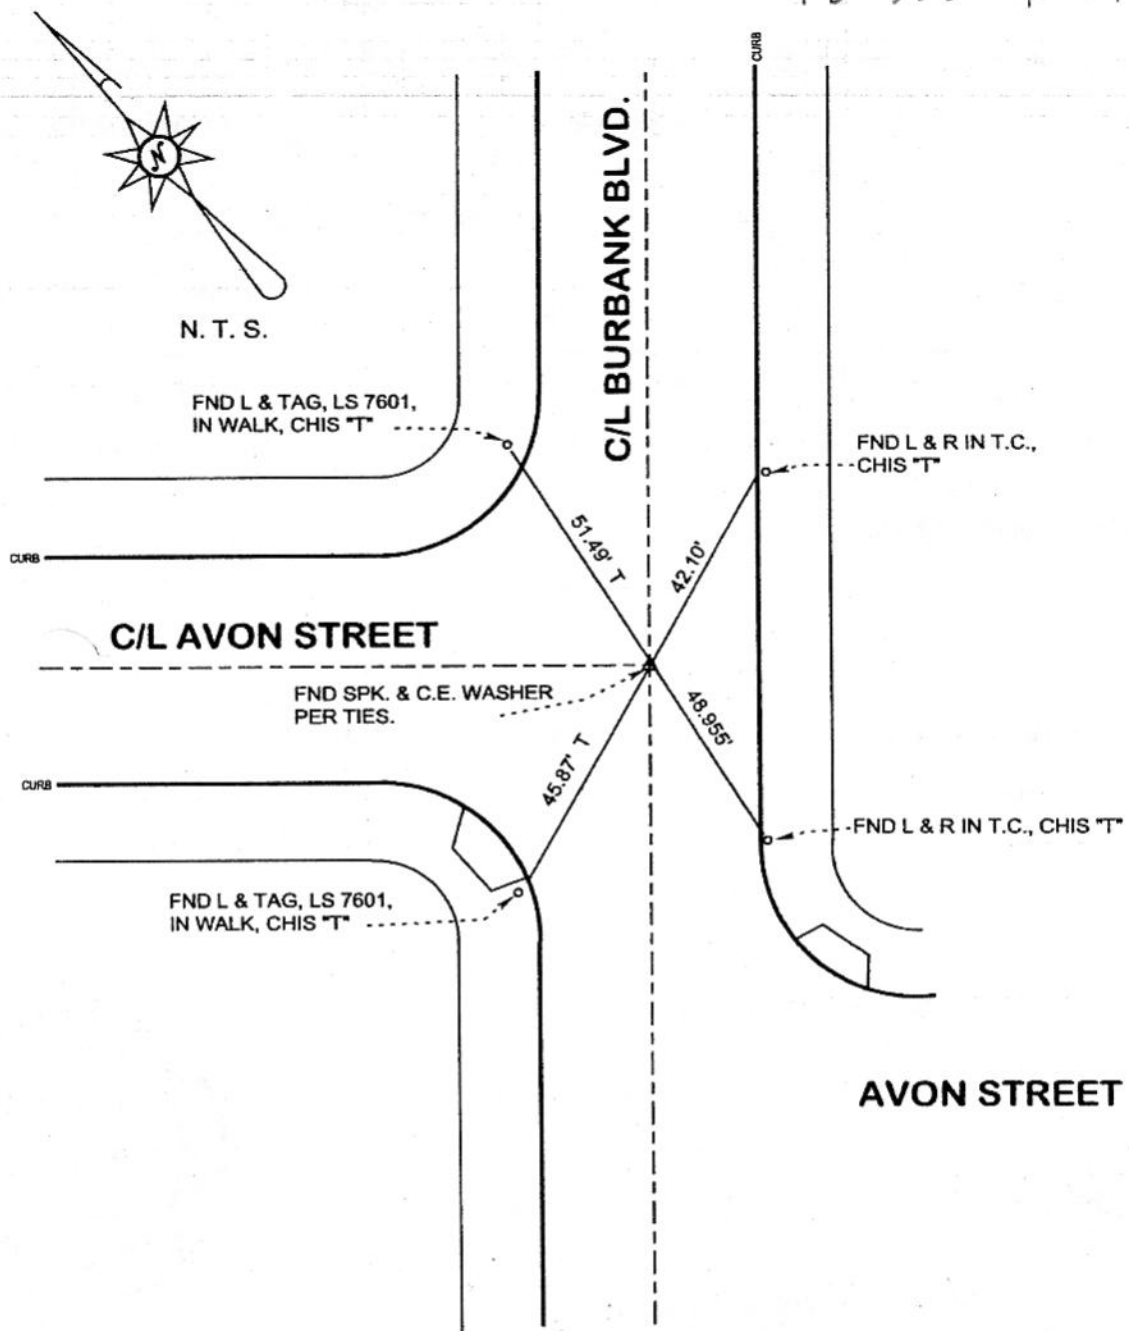 CURB
C/L BURBANK BLVD.
N
N. T. S.
FND L & TAG, LS 7601,
IN WALK, CHIS "T"
FND L & R IN T.C.,
CHIS "T"
51.49' T
42.10'
CURB
C/L AVON STREET
FND SPK. & C.E. WASHER
PER TIES.
48.955'
45.87' T
CURB
FND L & R IN T.C., CHIS "T"
FND L & TAG, LS 7601,
IN WALK, CHIS "T"
AVON STREET